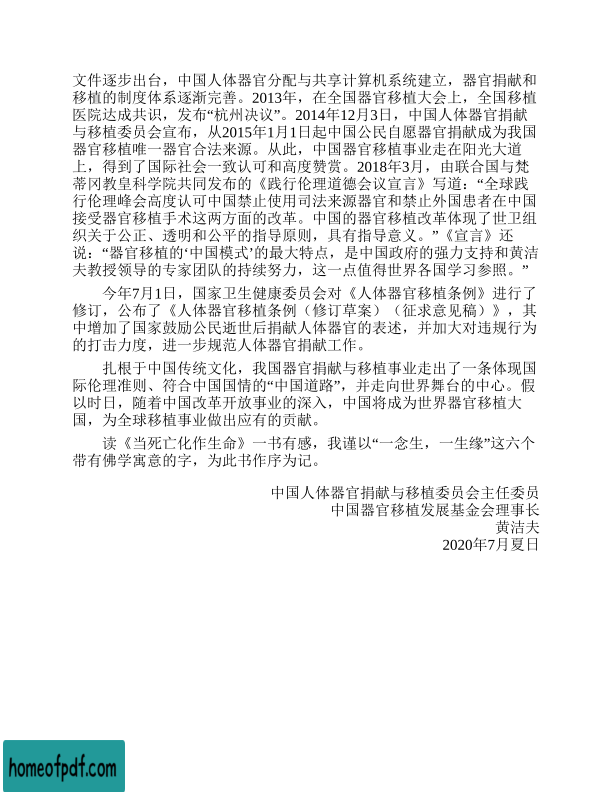 文件逐步出台，中国人体器官分配与共享计算机系统建立，器官捐献和
移植的制度体系逐渐完善。2013年，在全国器官移植大会上，全国移植
医院达成共识，发布“杭州决议”。2014年12月3日，中国人体器官捐献
与移植委员会宣布，从2015年1月1日起中国公民自愿器官捐献成为我国
器官移植唯一器官合法来源。从此，中国器官移植事业走在阳光大道
上，得到了国际社会一致认可和高度赞赏。2018年3月，由联合国与梵
蒂冈教皇科学院共同发布的《践行伦理道德会议宣言》写道：“全球践
行伦理峰会高度认可中国禁止使用司法来源器官和禁止外国患者在中国
接受器官移植手术这两方面的改革。中国的器官移植改革体现了世卫组
织关于公正、透明和公平的指导原则，具有指导意义。”《宣言》还
说：“器官移植的‘中国模式’的最大特点，是中国政府的强力支持和黄洁
夫教授领导的专家团队的持续努力，这一点值得世界各国学习参照。”
今年7月1日，国家卫生健康委员会对《人体器官移植条例》进行了
修订，公布了《人体器官移植条例（修订草案）（征求意见稿）》，其
中增加了国家鼓励公民逝世后捐献人体器官的表述，并加大对违规行为
的打击力度，进一步规范人体器官捐献工作。
扎根于中国传统文化，我国器官捐献与移植事业走出了一条体现国
际伦理准则、符合中国国情的“中国道路”，并走向世界舞台的中心。假
以时日，随着中国改革开放事业的深入，中国将成为世界器官移植大
国，为全球移植事业做出应有的贡献。
读《当死亡化作生命》一书有感，我谨以“一念生，一生缘”这六个
带有佛学寓意的字，为此书作序为记。
中国人体器官捐献与移植委员会主任委员
中国器官移植发展基金会理事长
黄洁夫
2020年7月夏日
homeofpdf.com